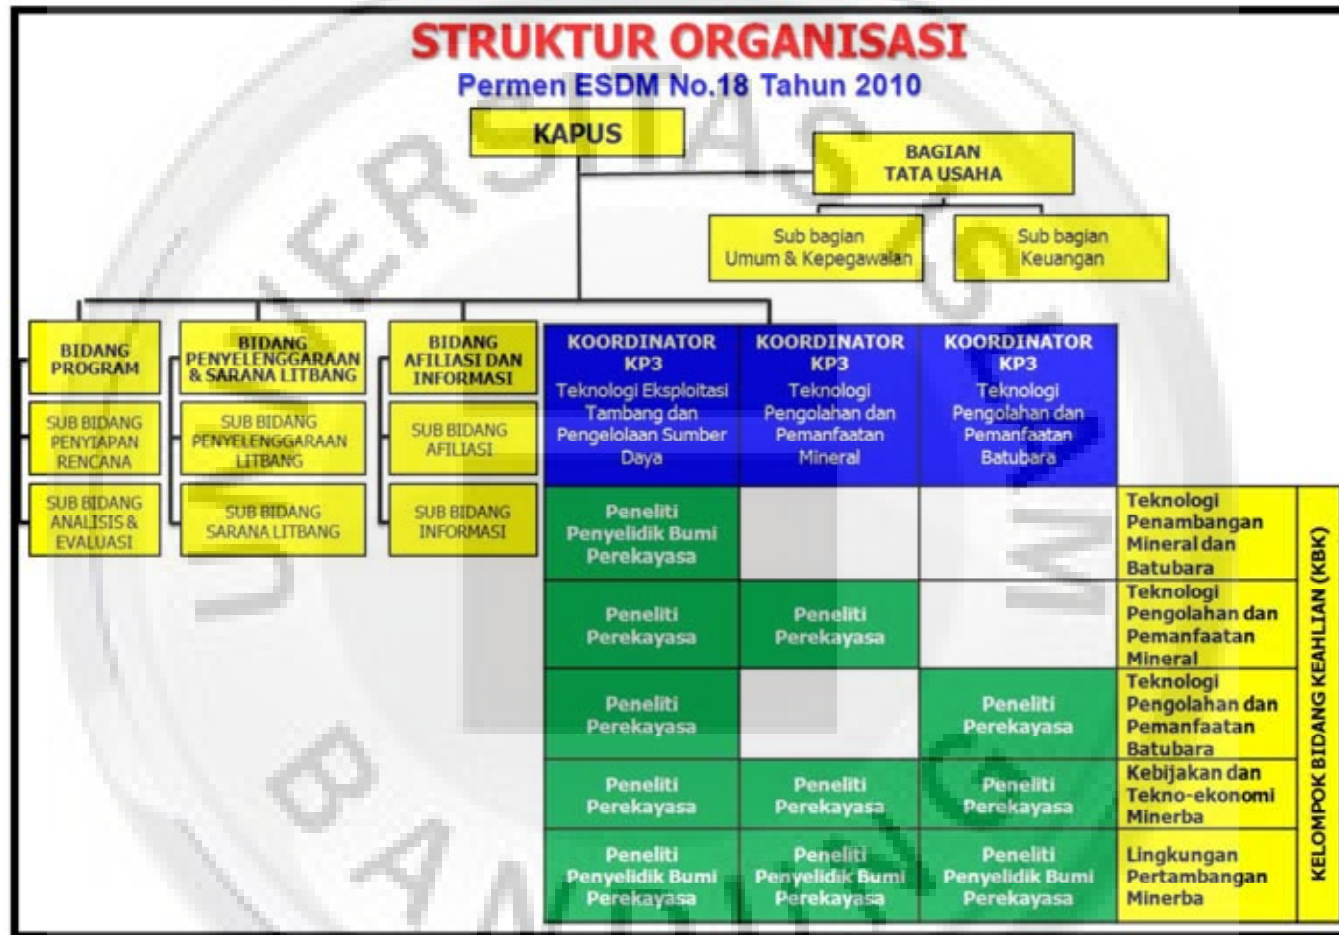 STRUKTUR ORGANISASI
Permen ESDM No.18 Tahun 2010
KAPUS
BAGIAN
TATA USAHA
Sub bagian
Umum & Kepegawaian
Sub bagian
Keuangan
BIDANG
PROGRAM
SUB BIDANG
PENYIAPAN
RENCANA
SUB BIDANG
ANALISIS &
EVALUASI
BIDANG
PENYELENGGARAAN
& SARANA LITBANG
SUB BIDANG
PENYELENGGARAAN
LITBANG
SUB BIDANG
SARANA LITBANG
BIDANG
AFILIASI DAN
INFORMASI
SUB BIDANG
AFILIASI
SUB BIDANG
INFORMASI
KOORDINATOR
KP3
Teknologi Eksploitasi
Tambang dan
Pengelolaan Sumber
Daya
KOORDINATOR
KP3
Teknologi
Pengolahan dan
Pemanfaatan
Mineral
KOORDINATOR
KP3
Teknologi
Pengolahan dan
Pemanfaatan
Batubara
Peneliti
Penyelidik Bumi
Perekayasa
Teknologi
Penambangan
Mineral dan
Batubara
Peneliti
Perekayasa
Peneliti
Perekayasa
Teknologi
Pengolahan dan
Pemanfaatan
Mineral
Peneliti
Perekayasa
Peneliti
Perekayasa
Teknologi
Pengolahan dan
Pemanfaatan
Batubara
Peneliti
Perekayasa
Peneliti
Perekayasa
Peneliti
Perekayasa
Kebijakan dan
Tekno-ekonomi
Minerba
Peneliti
Penyelidik Bumi
Perekayasa
Peneliti
Penyelidik Bumi
Perekayasa
Peneliti
Penyelidik Bumi
Perekayasa
Lingkungan
Pertambangan
Minerba
KELOMPOK BIDANG KEAHLIAN (KBK)
UNIVERSITAS ISLAM
BANDUNG